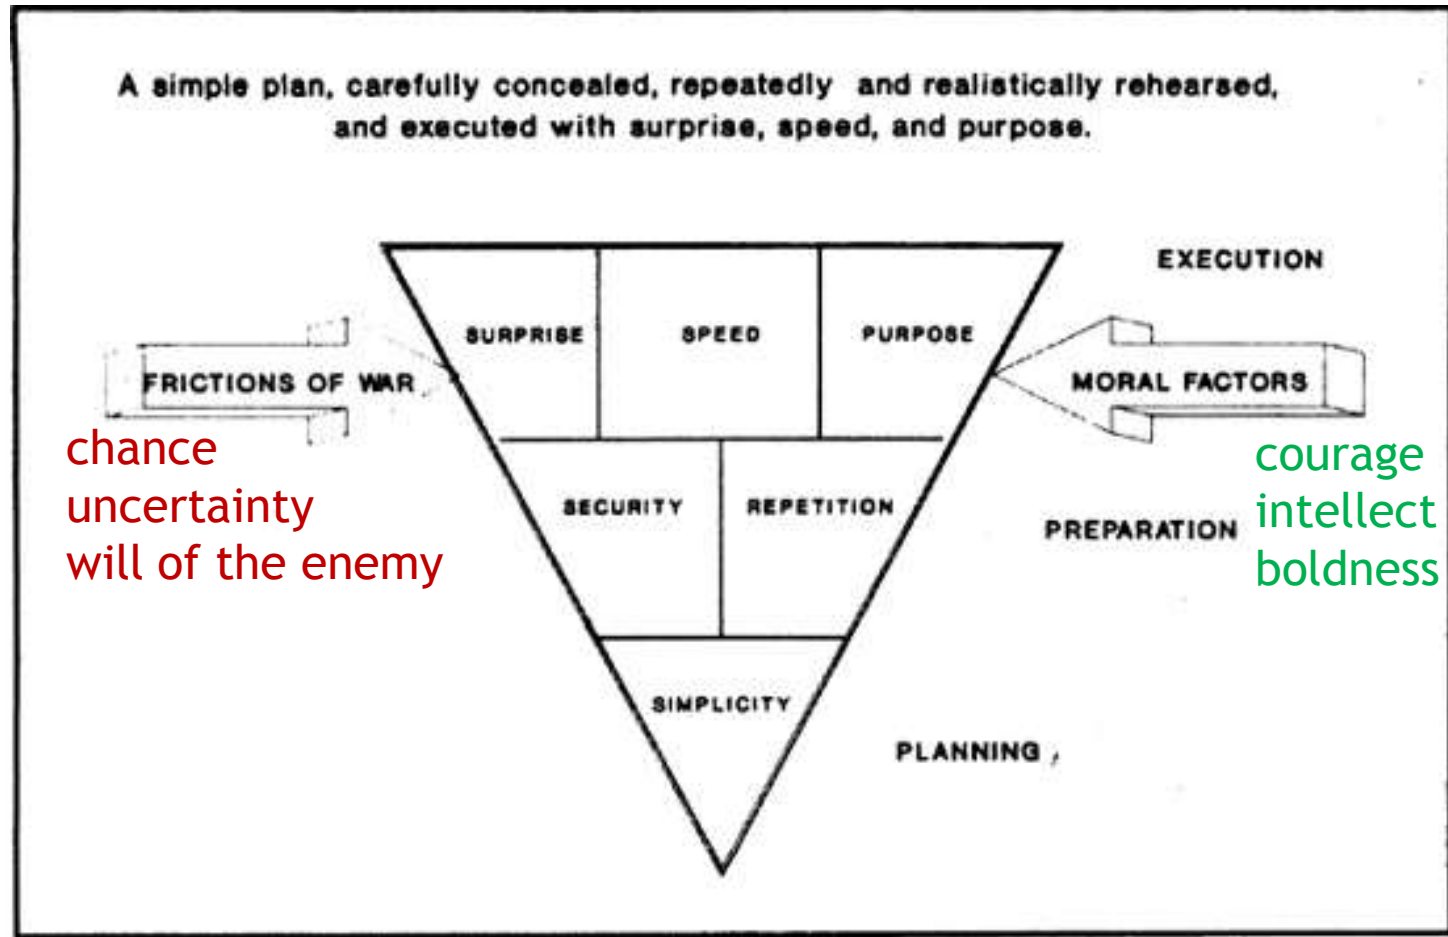 A simple plan, carefully concealed, repeatedly and realistically rehearsed,
and executed with surprise, speed, and purpose.
EXECUTION
SURPRISE
SPEED
PURPOSE
FRICTIONS OF WAR
MORAL FACTORS
chance
uncertainty
will of the enemy
courage
intellect
boldness
SECURITY
REPETITION
PREPARATION
SIMPLICITY
PLANNING